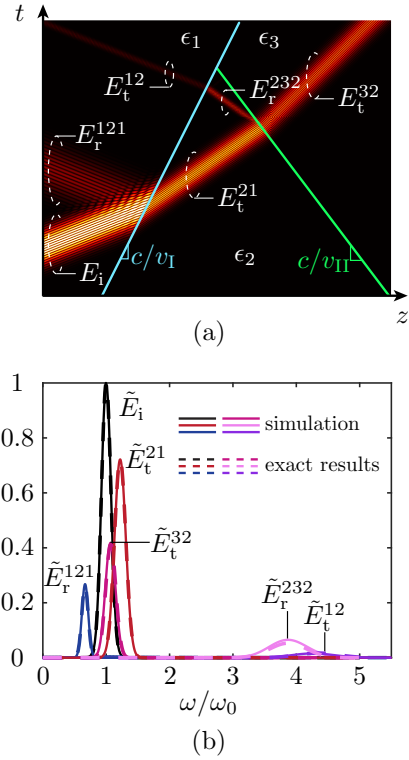 t
ϵ₁ ϵ₃
E_t^{12} E_r^{232} E_t^{32}
E_r^{121}
E_t^{21}
E_i ϵ₂
c/v_I c/v_II
z
(a)
1
Ẽ_i
simulation
0.8
Ẽ_t^{21}
exact results
0.6
0.4
Ẽ_t^{32}
Ẽ_r^{121}
0.2
Ẽ_r^{232} Ẽ_t^{12}
0
0 1 2 3 4 5
ω/ω₀
(b)